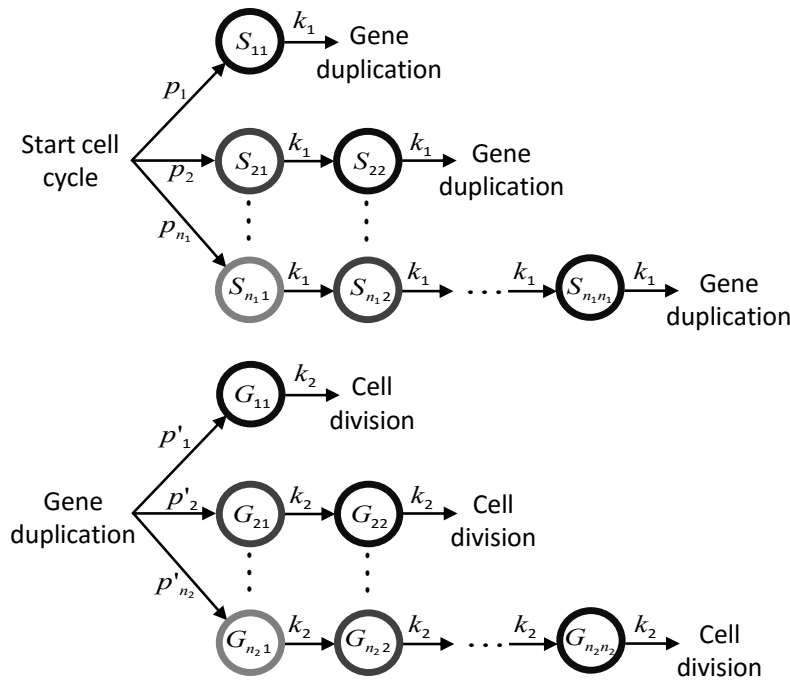 S₁₁ k₁ Gene
duplication
p₁
Start cell
cycle
p₂ S₂₁ k₁ S₂₂ k₁ Gene
duplication
pₙ₁
Sₙ₁1 k₁ Sₙ₁2 k₁ ... k₁ Sₙ₁ₙ₁ k₁ Gene
duplication
G₁₁ k₂ Cell
division
p'₁
Gene
duplication
p'₂ G₂₁ k₂ G₂₂ k₂ Cell
division
p'ₙ₂
Gₙ₂1 k₂ Gₙ₂2 k₂ ... k₂ Gₙ₂ₙ₂ k₂ Cell
division